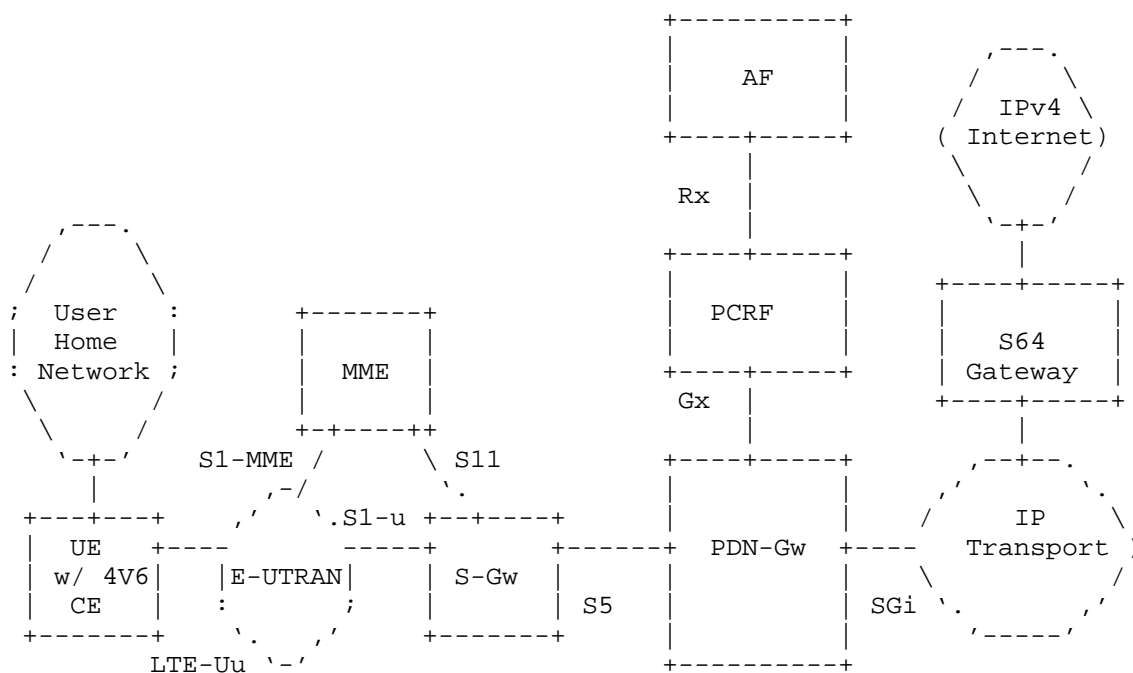 AF
IPv4
Internet
Rx
User
Home
Network
MME
PCRF
S64
Gateway
Gx
S1-MME
S11
S1-u
UE
w/ 4V6
CE
E-UTRAN
S-Gw
S5
PDN-Gw
SGi
IP
Transport
LTE-Uu